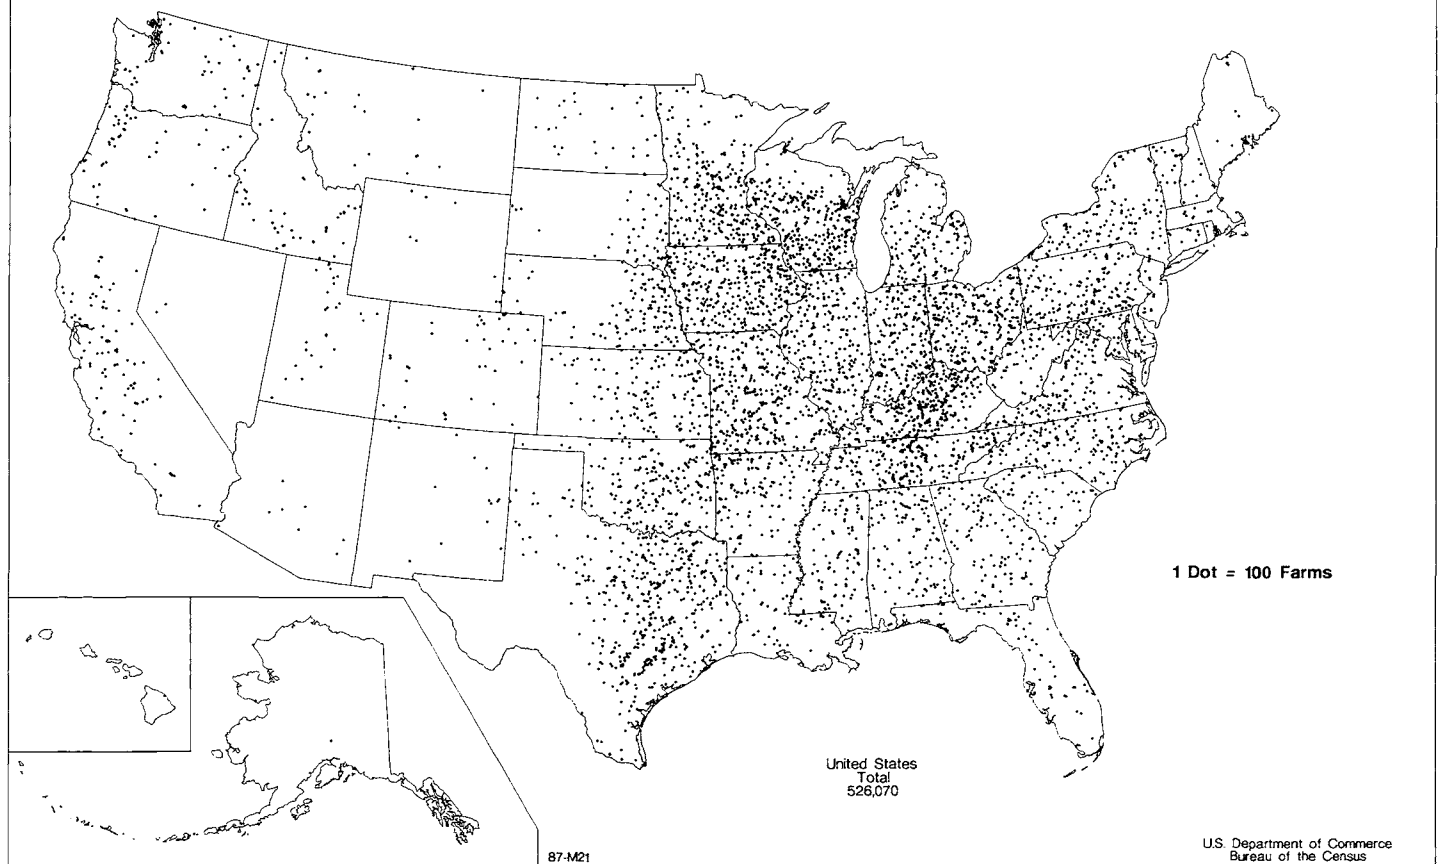 1 Dot = 100 Farms
United States
Total
526,070
87-M21
U.S. Department of Commerce
Bureau of the Census